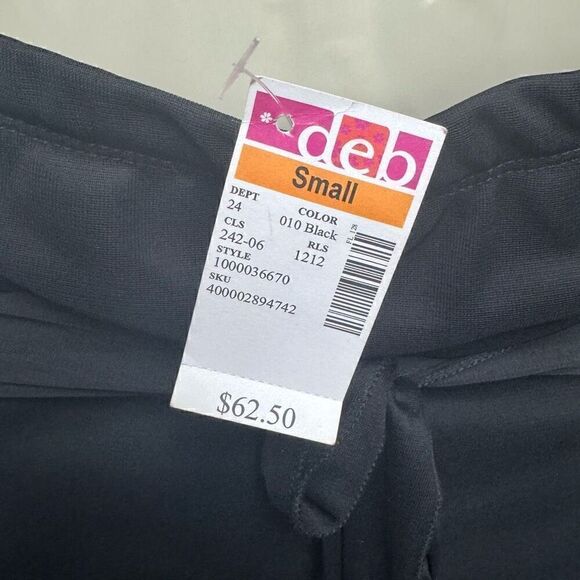 deb
Small
DEPT
24
COLOR
010 Black
CLS
242-06
RLS
1212
STYLE
1000036670
SKU
400002894742
$62.50